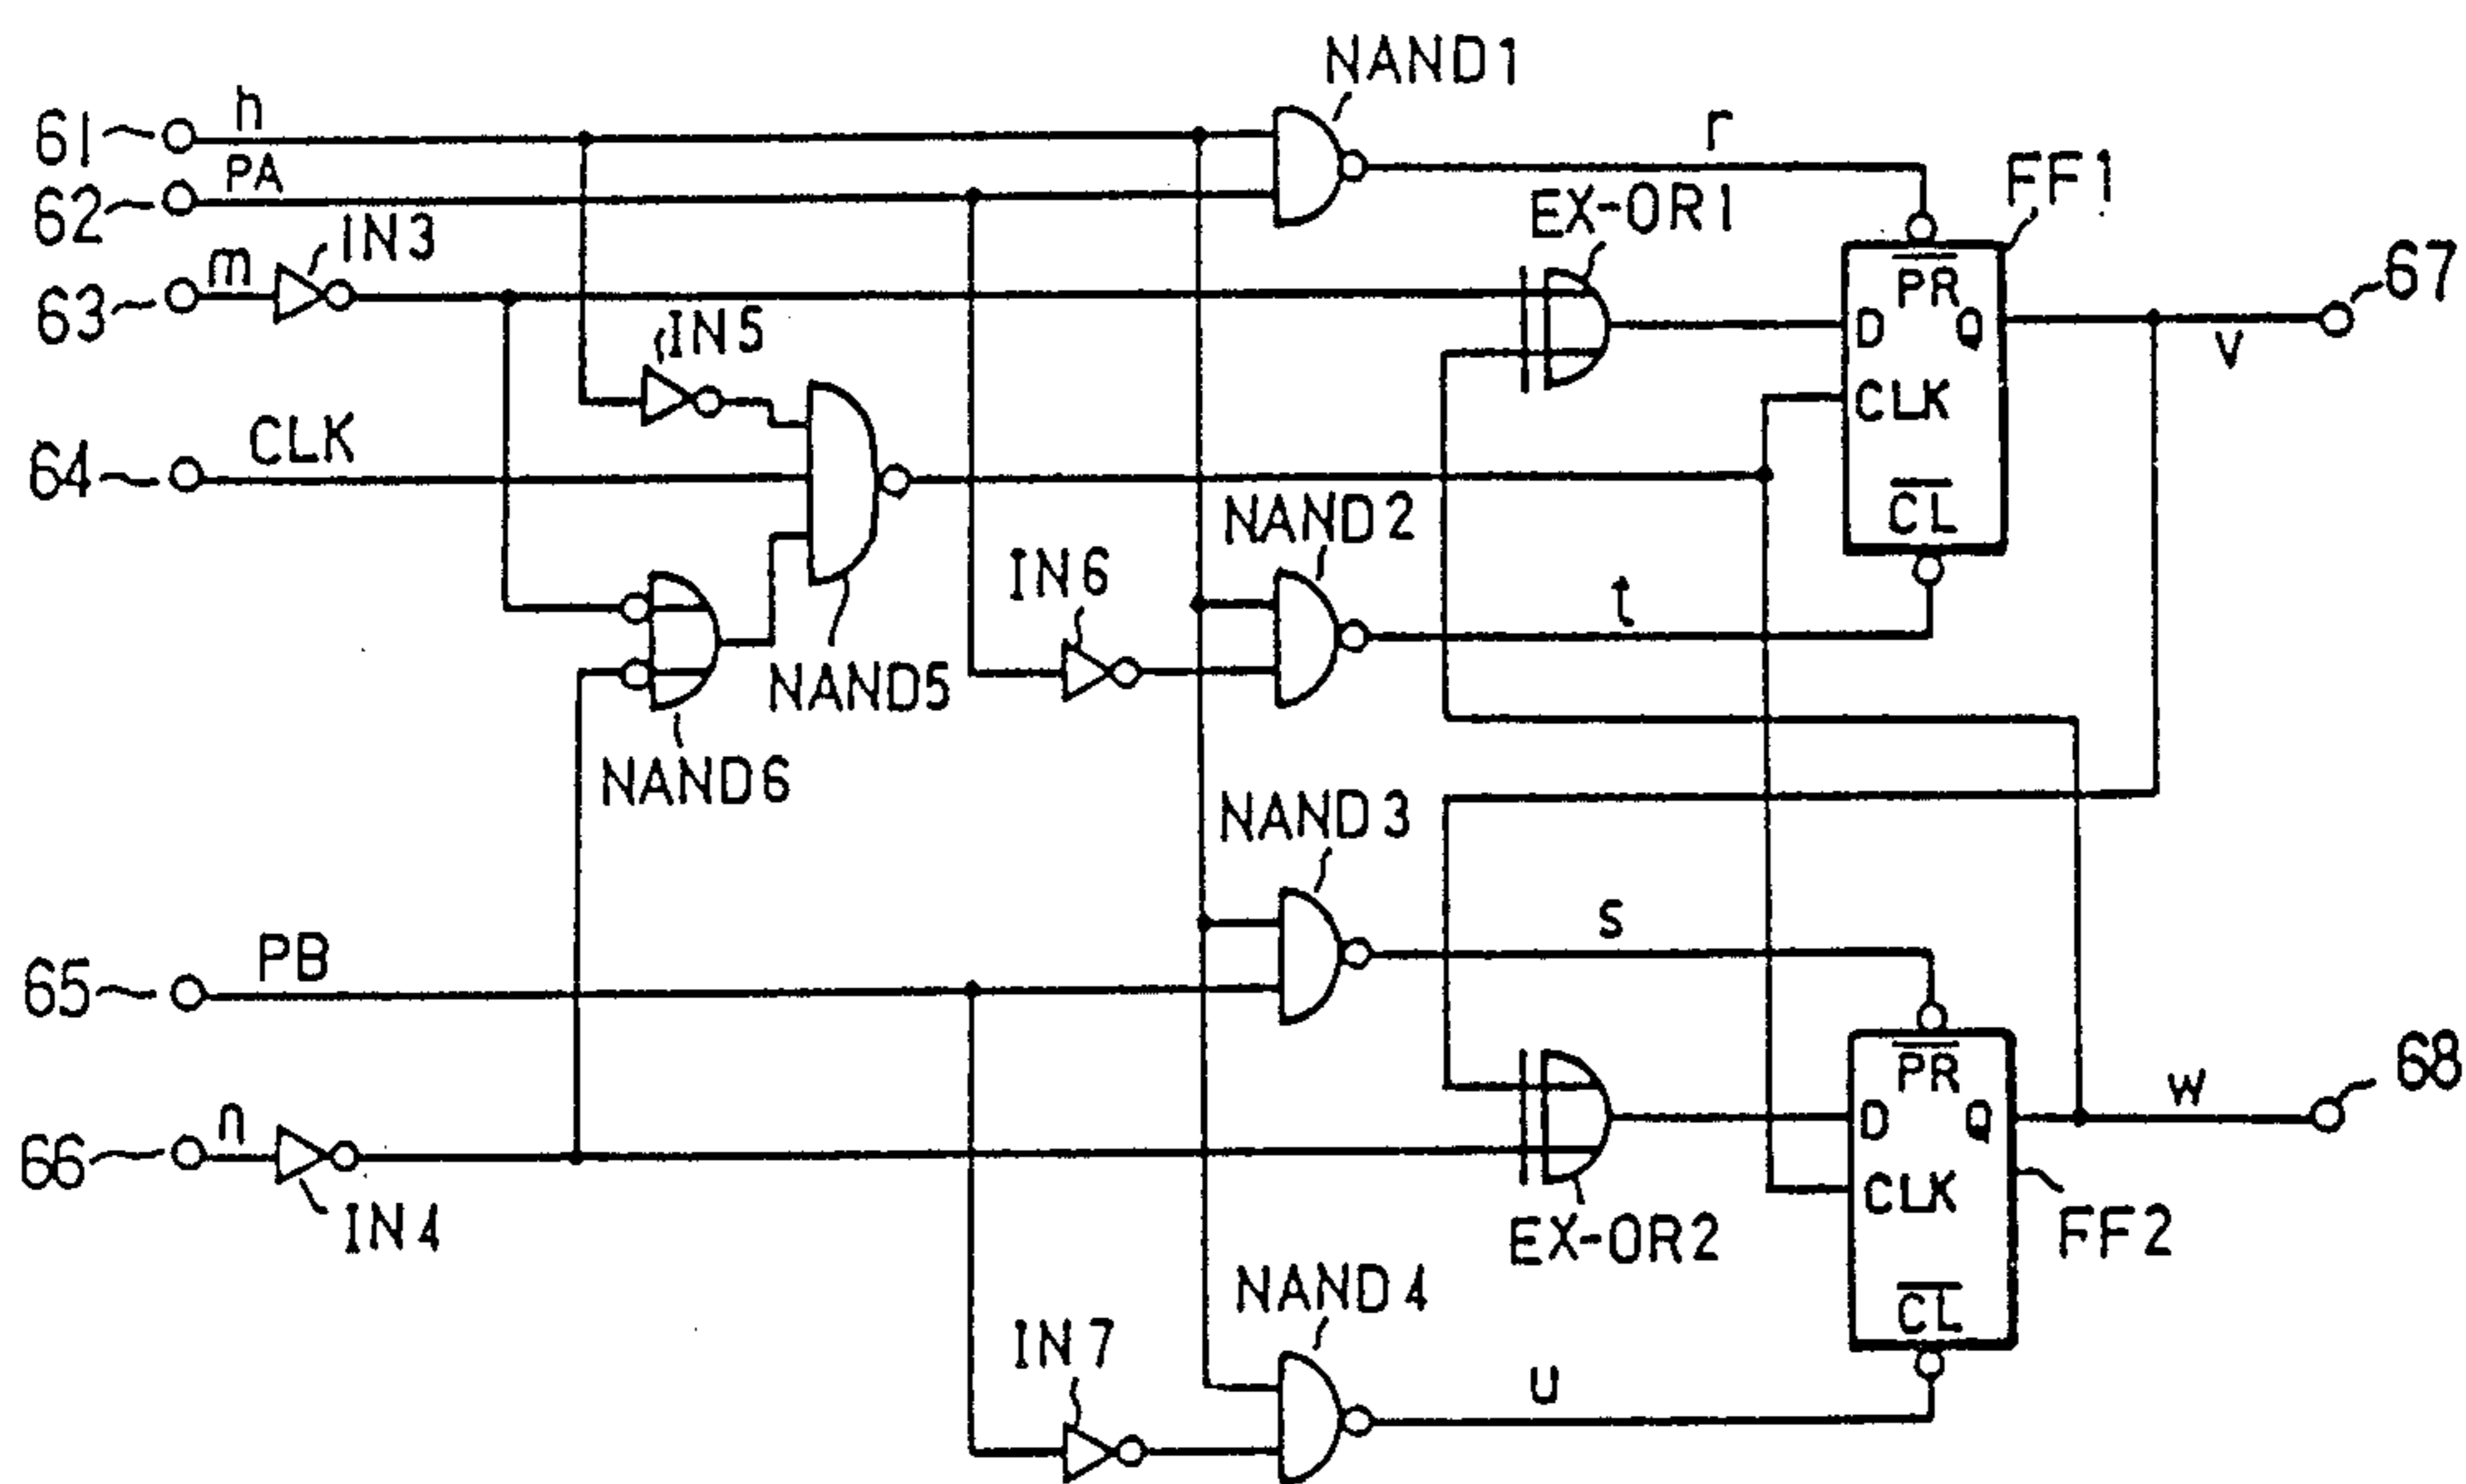 NAND1
61 h
r
PA
62
FF1
EX-OR1
IN3
63 m
67
PR
D Q
IN5
v
CLK
CLK
64
CL
NAND2
IN6
t
NAND5
NAND6
NAND3
s
65 PB
PR
68
w
D Q
66 n
CLK
IN4
EX-OR2
FF2
NAND4
CL
IN7
u